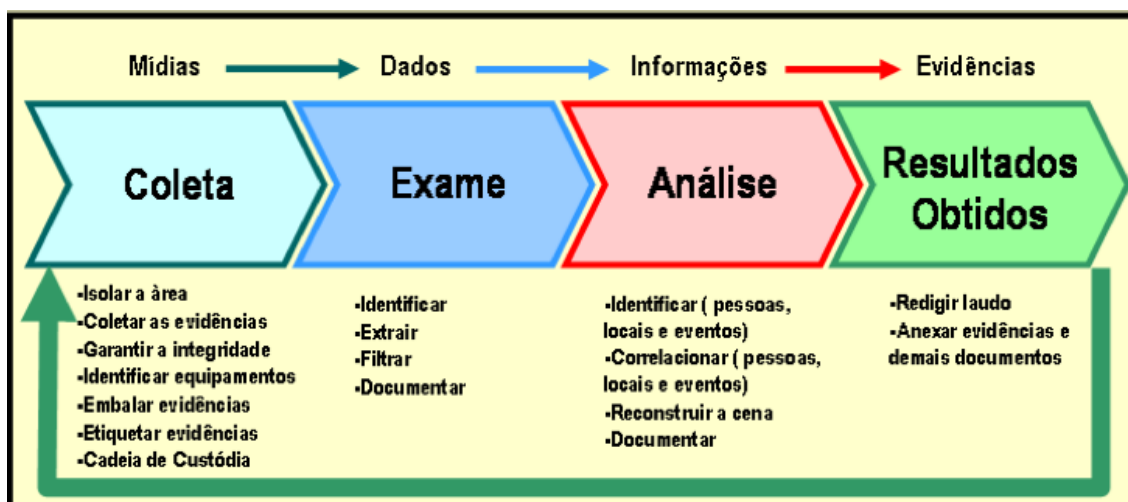 Mídias Dados Informações Evidências
Coleta
Exame
Análise
Resultados
Obtidos
-Isolar a àrea
-Coletar as evidências
-Garantir a integridade
-Identificar equipamentos
-Embalar evidências
-Etiquetar evidências
-Cadeia de Custódia
-Identificar
-Extrair
-Filtrar
-Documentar
-Identificar ( pessoas,
locais e eventos)
-Correlacionar ( pessoas,
locais e eventos)
-Reconstruir a cena
-Documentar
-Redigir laudo
-Anexar evidências e
demais documentos